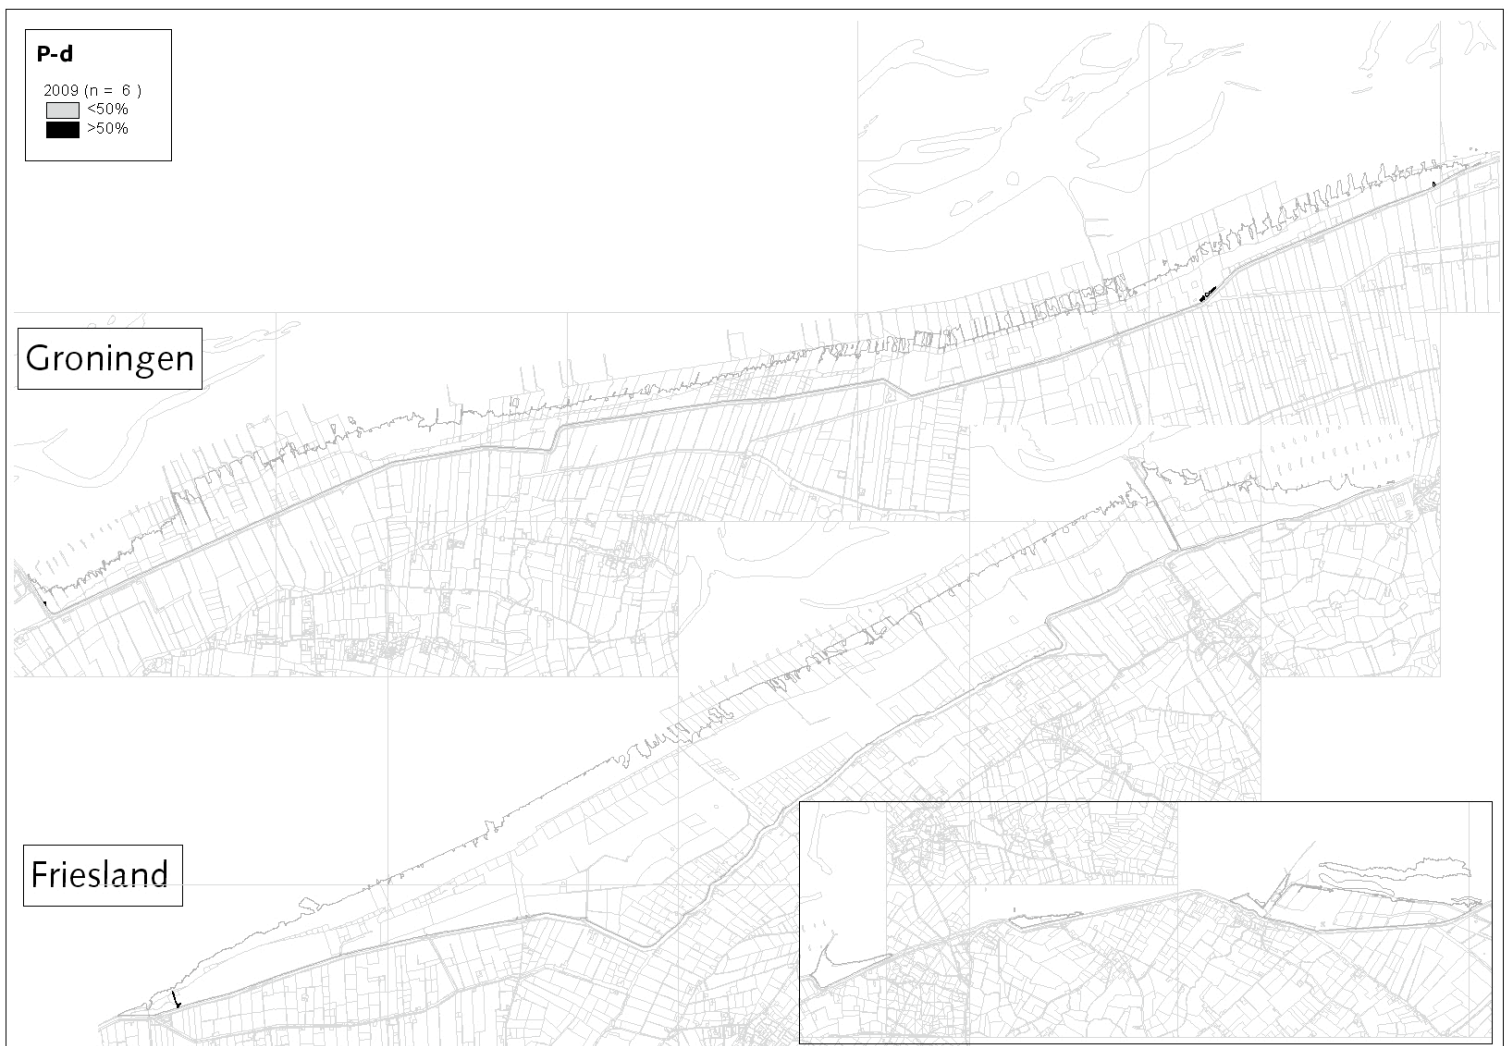 P-d
2009 (n = 6 )
<50%
>50%
Groningen
Friesland